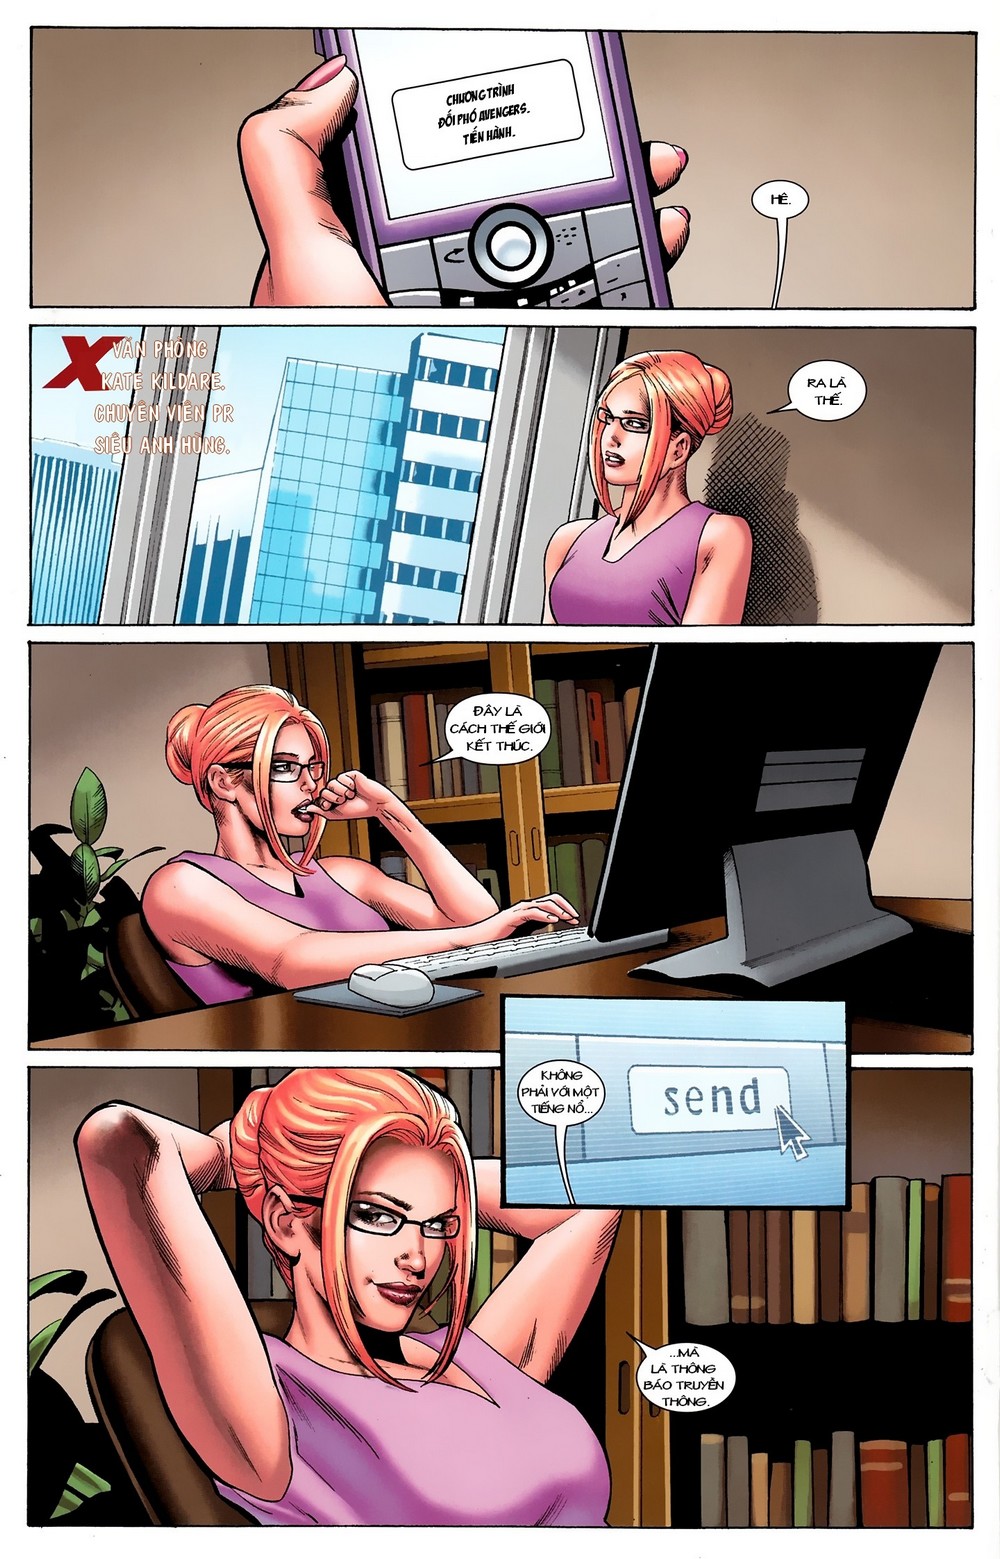 CHƯƠNG TRÌNH
ĐỐI PHÓ AVENGERS.
TIẾN HÀNH.
HÊ.
X
VĂN PHÒNG
KATE KILDARE.
CHUYÊN VIÊN PR
SIÊU ANH HÙNG.
RA LÀ
THẾ.
ĐÂY LÀ
CÁCH THẾ GIỚI
KẾT THÚC.
KHÔNG
PHẢI VỚI MỘT
TIẾNG NỔ...
send
...MÀ
LÀ THÔNG
BÁO TRUYỀN
THÔNG.